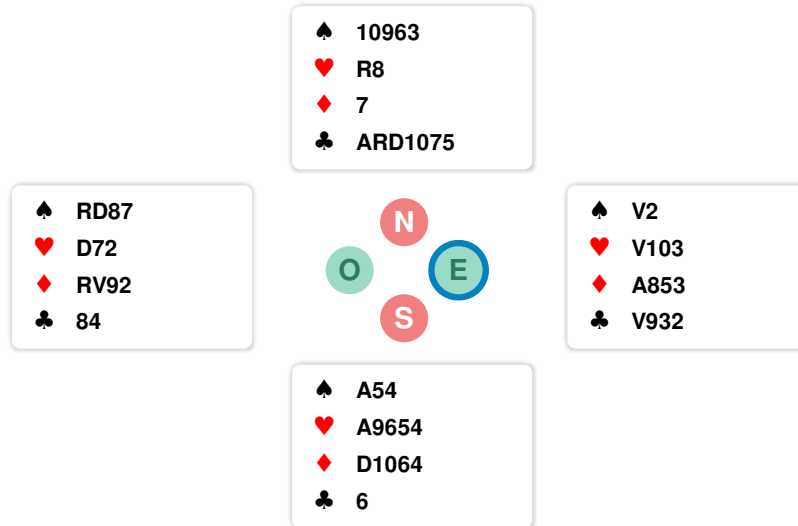 ♠ 10963
♥ R8
♦ 7
♣ ARD1075
♠ RD87
♥ D72
♦ RV92
♣ 84
N
O E
S
♠ V2
♥ V103
♦ A853
♣ V932
♠ A54
♥ A9654
♦ D1064
♣ 6